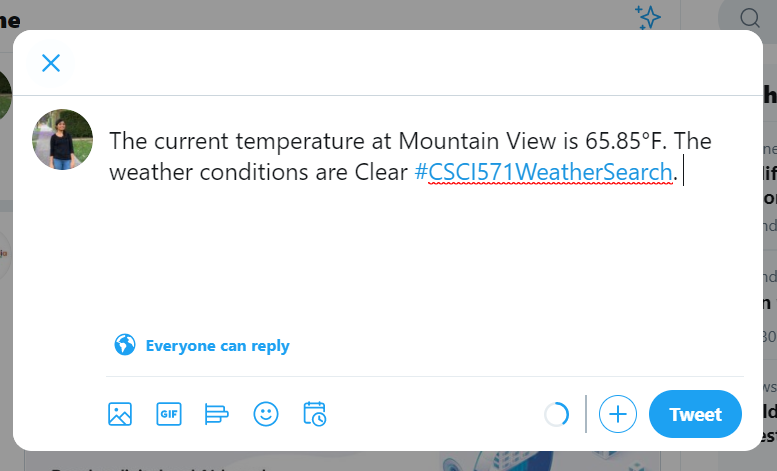 ne
The current temperature at Mountain View is 65.85°F. The
weather conditions are Clear #CSCI571WeatherSearch.
Everyone can reply
GIF
Tweet